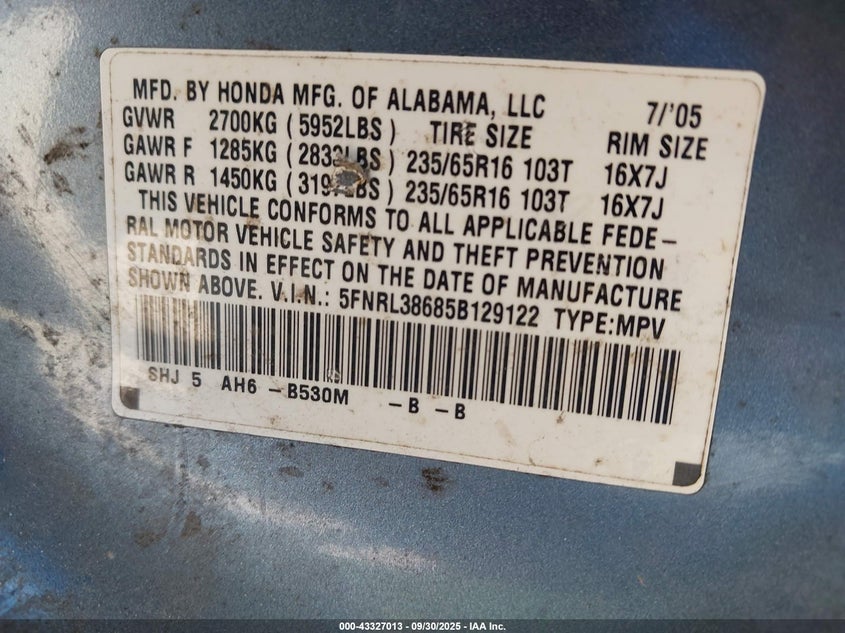 MFD. BY HONDA MFG. OF ALABAMA, LLC 7/'05
GVWR 2700KG (5952LBS) TIRE SIZE RIM SIZE
GAWR F 1285KG (2833LBS) 235/65R16 103T 16X7J
GAWR R 1450KG (3197LBS) 235/65R16 103T 16X7J
THIS VEHICLE CONFORMS TO ALL APPLICABLE FEDE-
RAL MOTOR VEHICLE SAFETY AND THEFT PREVENTION
STANDARDS IN EFFECT ON THE DATE OF MANUFACTURE
SHOWN ABOVE. V.I.N.: 5FNRL38685B129122 TYPE:MPV
SHJ 5 AH6 -B530M -B -B
000-43327013 - 09/30/2025 - IAA Inc.